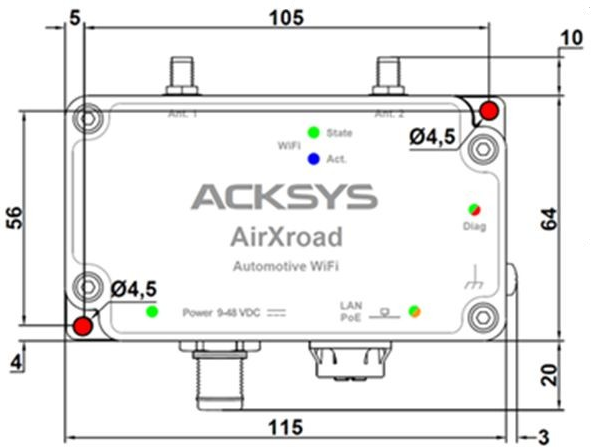 5
105
10
Ant. 1
Ant. 2
Ø4,5
State
WiFi
Act.
ACKSYS
AirXroad
Automotive WiFi
56
64
Diag
Ø4,5
Power 9-48 VDC
LAN
PoE
4
20
115
3